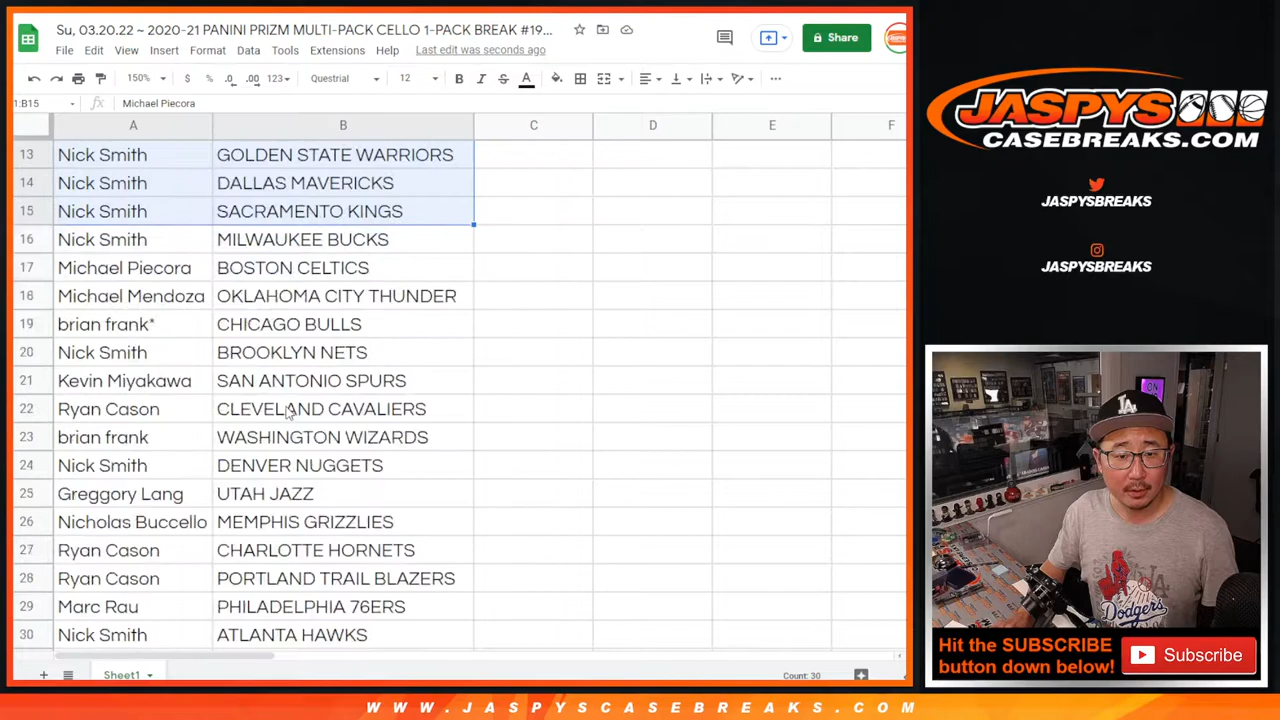 Su, 03.20.22 ~ 2020-21 PANINI PRIZM MULTI-PACK CELLO 1-PACK BREAK #19...
File Edit View Insert Format Data Tools Extensions Help Last edit was seconds ago
Share
150% $ % .0 .00 123 Questrial 12 B I S A
1:B15 fx Michael Piecora
A B C D E F
13 Nick Smith GOLDEN STATE WARRIORS
14 Nick Smith DALLAS MAVERICKS
15 Nick Smith SACRAMENTO KINGS
16 Nick Smith MILWAUKEE BUCKS
17 Michael Piecora BOSTON CELTICS
18 Michael Mendoza OKLAHOMA CITY THUNDER
19 brian frank* CHICAGO BULLS
20 Nick Smith BROOKLYN NETS
21 Kevin Miyakawa SAN ANTONIO SPURS
22 Ryan Cason CLEVELAND CAVALIERS
23 brian frank WASHINGTON WIZARDS
24 Nick Smith DENVER NUGGETS
25 Greggory Lang UTAH JAZZ
26 Nicholas Buccello MEMPHIS GRIZZLIES
27 Ryan Cason CHARLOTTE HORNETS
28 Ryan Cason PORTLAND TRAIL BLAZERS
29 Marc Rau PHILADELPHIA 76ERS
30 Nick Smith ATLANTA HAWKS
Sheet1
Count: 30
JASPYS
CASEBREAKS.COM
JASPYSBREAKS
JASPYSBREAKS
ON
LA
Dodgers
Hit the SUBSCRIBE
button down below!
Subscribe
WWW.JASPYSCASEBREAKS.COM